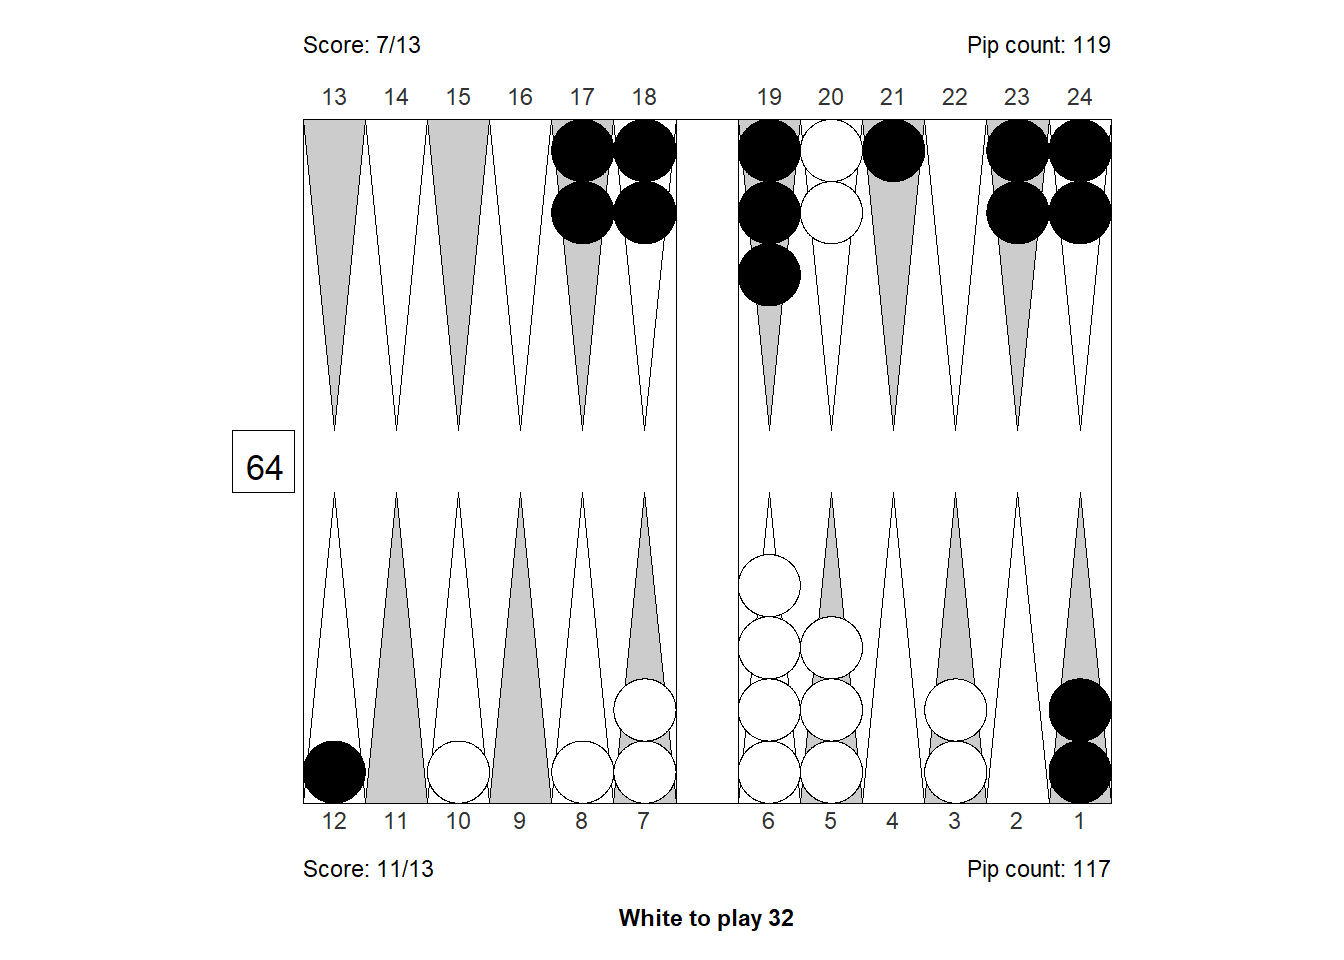 Score: 7/13 Pip count: 119
13 14 15 16 17 18 19 20 21 22 23 24
64
12 11 10 9 8 7 6 5 4 3 2 1
Score: 11/13 Pip count: 117
White to play 32